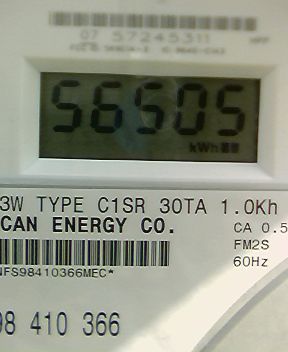 07 57245311
56505
kWh
3W TYPE C1SR 30TA 1.0Kh
CAN ENERGY CO.
CA 0.5
FM2S
NFS98410366MEC*
60Hz
98 410 366